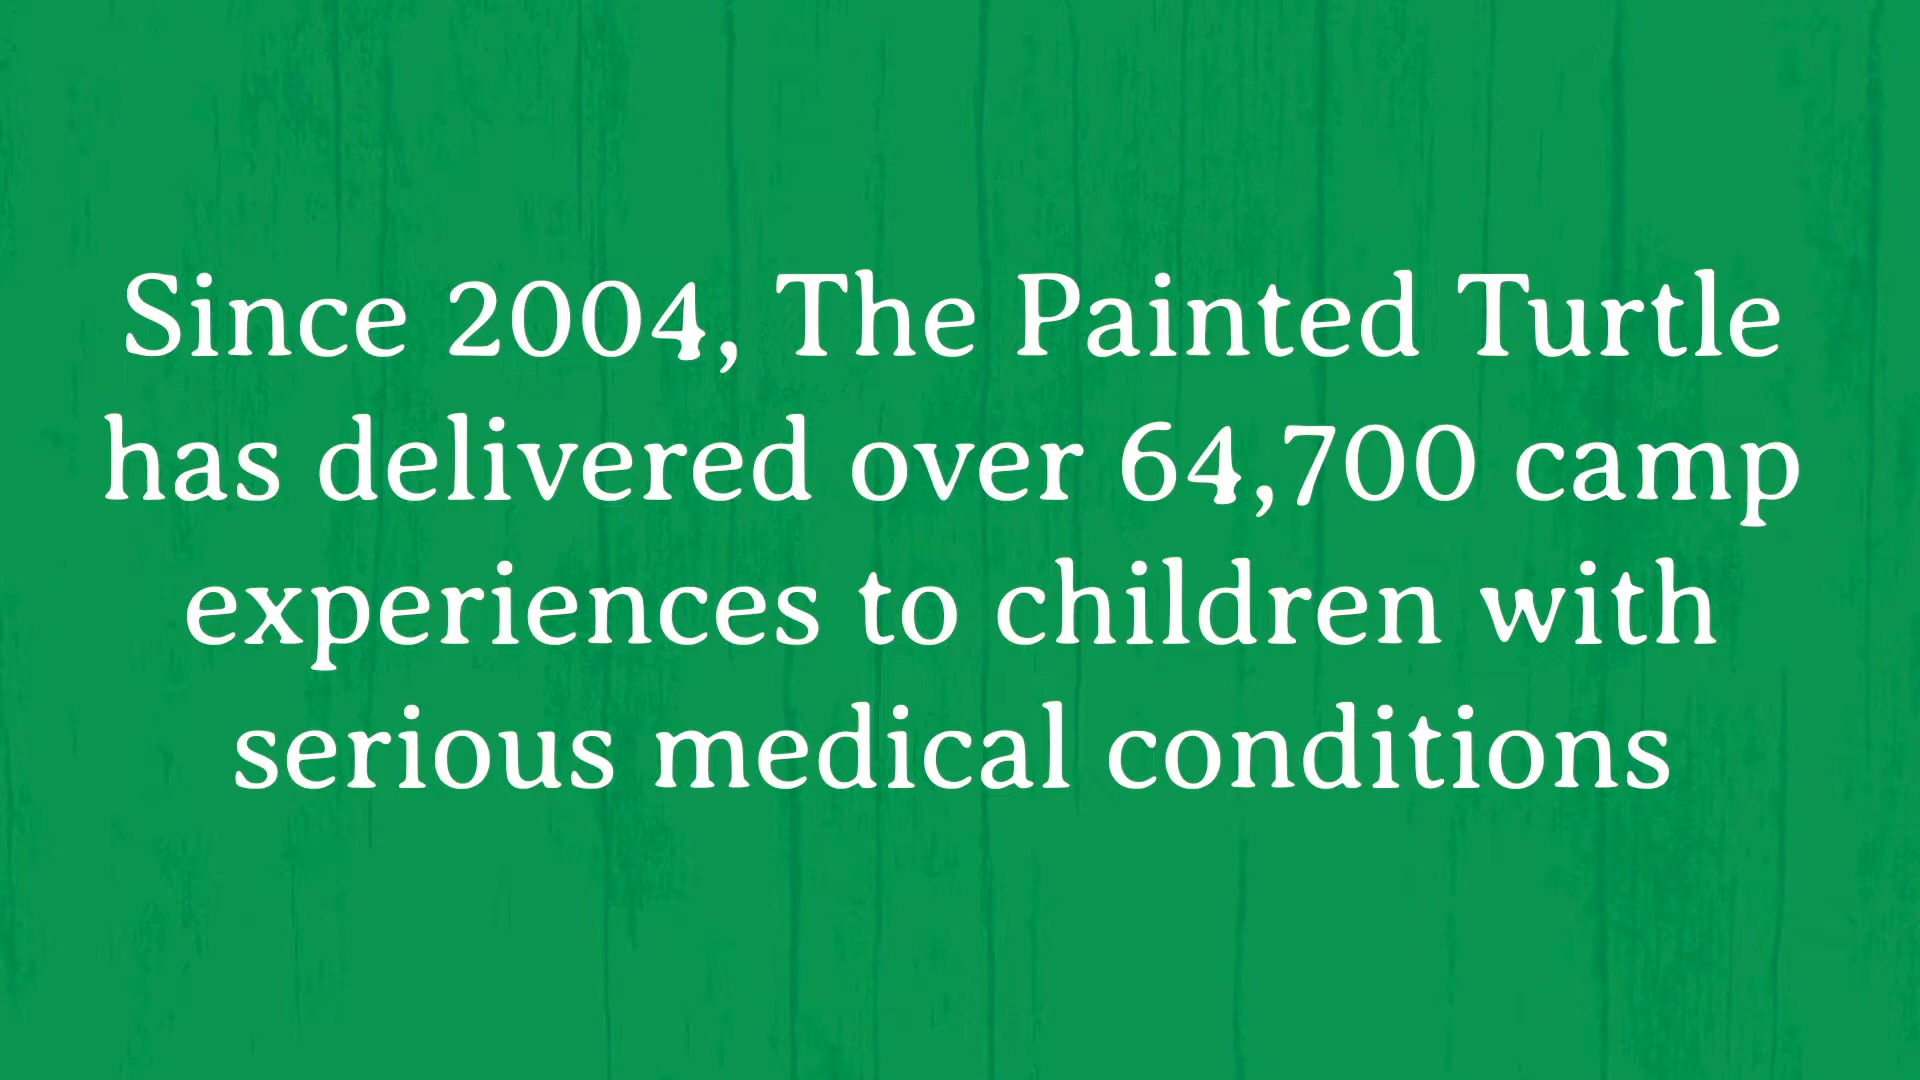 Since 2004, The Painted Turtle
has delivered over 64,700 camp
experiences to children with
serious medical conditions